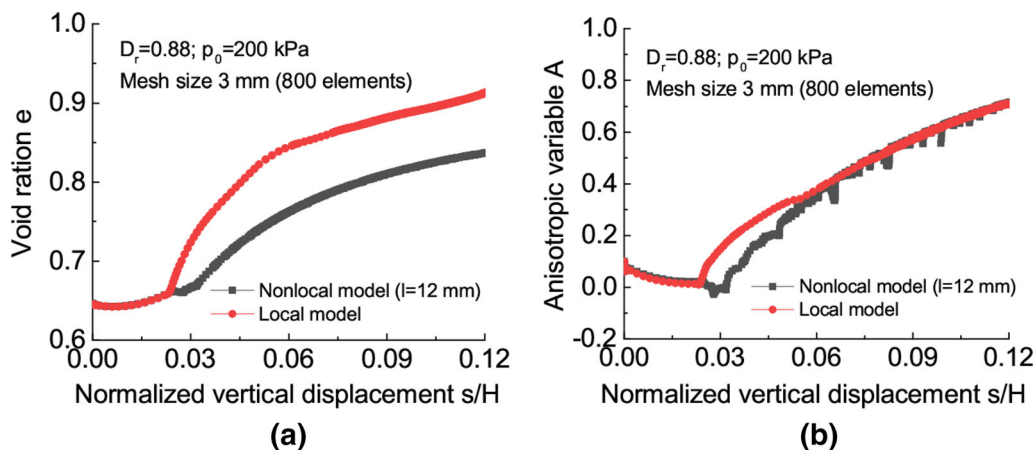 1.0
0.9
0.8
0.7
0.6
Void ration e
D_r=0.88; p_0=200 kPa
Mesh size 3 mm (800 elements)
Nonlocal model (l=12 mm)
Local model
0.00 0.03 0.06 0.09 0.12
Normalized vertical displacement s/H
(a)
1.0
0.8
0.6
0.4
0.2
0.0
-0.2
Anisotropic variable A
D_r=0.88; p_0=200 kPa
Mesh size 3 mm (800 elements)
Nonlocal model (l=12 mm)
Local model
0.00 0.03 0.06 0.09 0.12
Normalized vertical displacement s/H
(b)